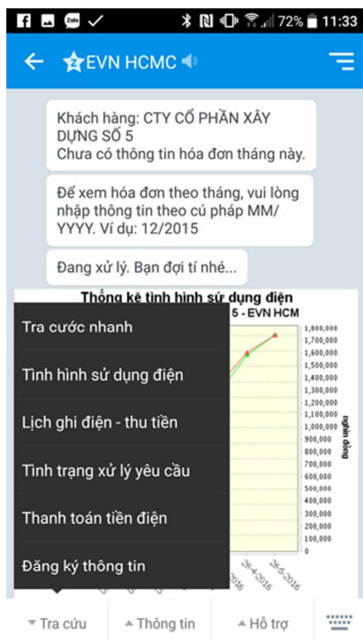 72% 11:33
EVN HCMC
Khách hàng: CTY CỔ PHẦN XÂY
DỰNG SỐ 5
Chưa có thông tin hóa đơn tháng này.
Để xem hóa đơn theo tháng, vui lòng
nhập thông tin theo cú pháp MM/
YYYY. Ví dụ: 12/2015
Đang xử lý. Bạn đợi tí nhé...
Thống kê tình hình sử dụng điện
5 - EVN HCM
Tra cước nhanh
Tình hình sử dụng điện
Lịch ghi điện - thu tiền
Tình trạng xử lý yêu cầu
Thanh toán tiền điện
Đăng ký thông tin
1,800,000
1,700,000
1,600,000
1,500,000
1,400,000
1,300,000
1,200,000
1,100,000
1,000,000
900,000
800,000
700,000
600,000
500,000
400,000
300,000
200,000
100,000
0
nghìn đồng
26-4-2016
26-5-2016
Tra cứu
Thông tin
Hỗ trợ